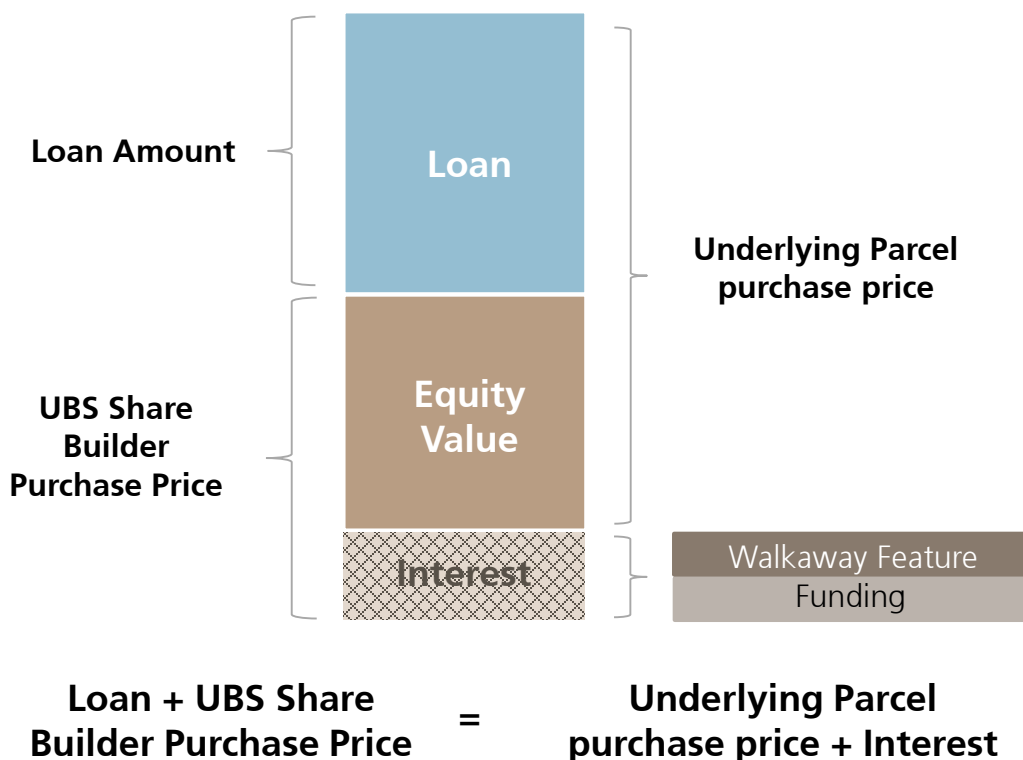 Loan Amount
Loan
Underlying Parcel
purchase price
UBS Share
Builder
Purchase Price
Equity
Value
Interest
Walkaway Feature
Funding
Loan + UBS Share
Builder Purchase Price
=
Underlying Parcel
purchase price + Interest